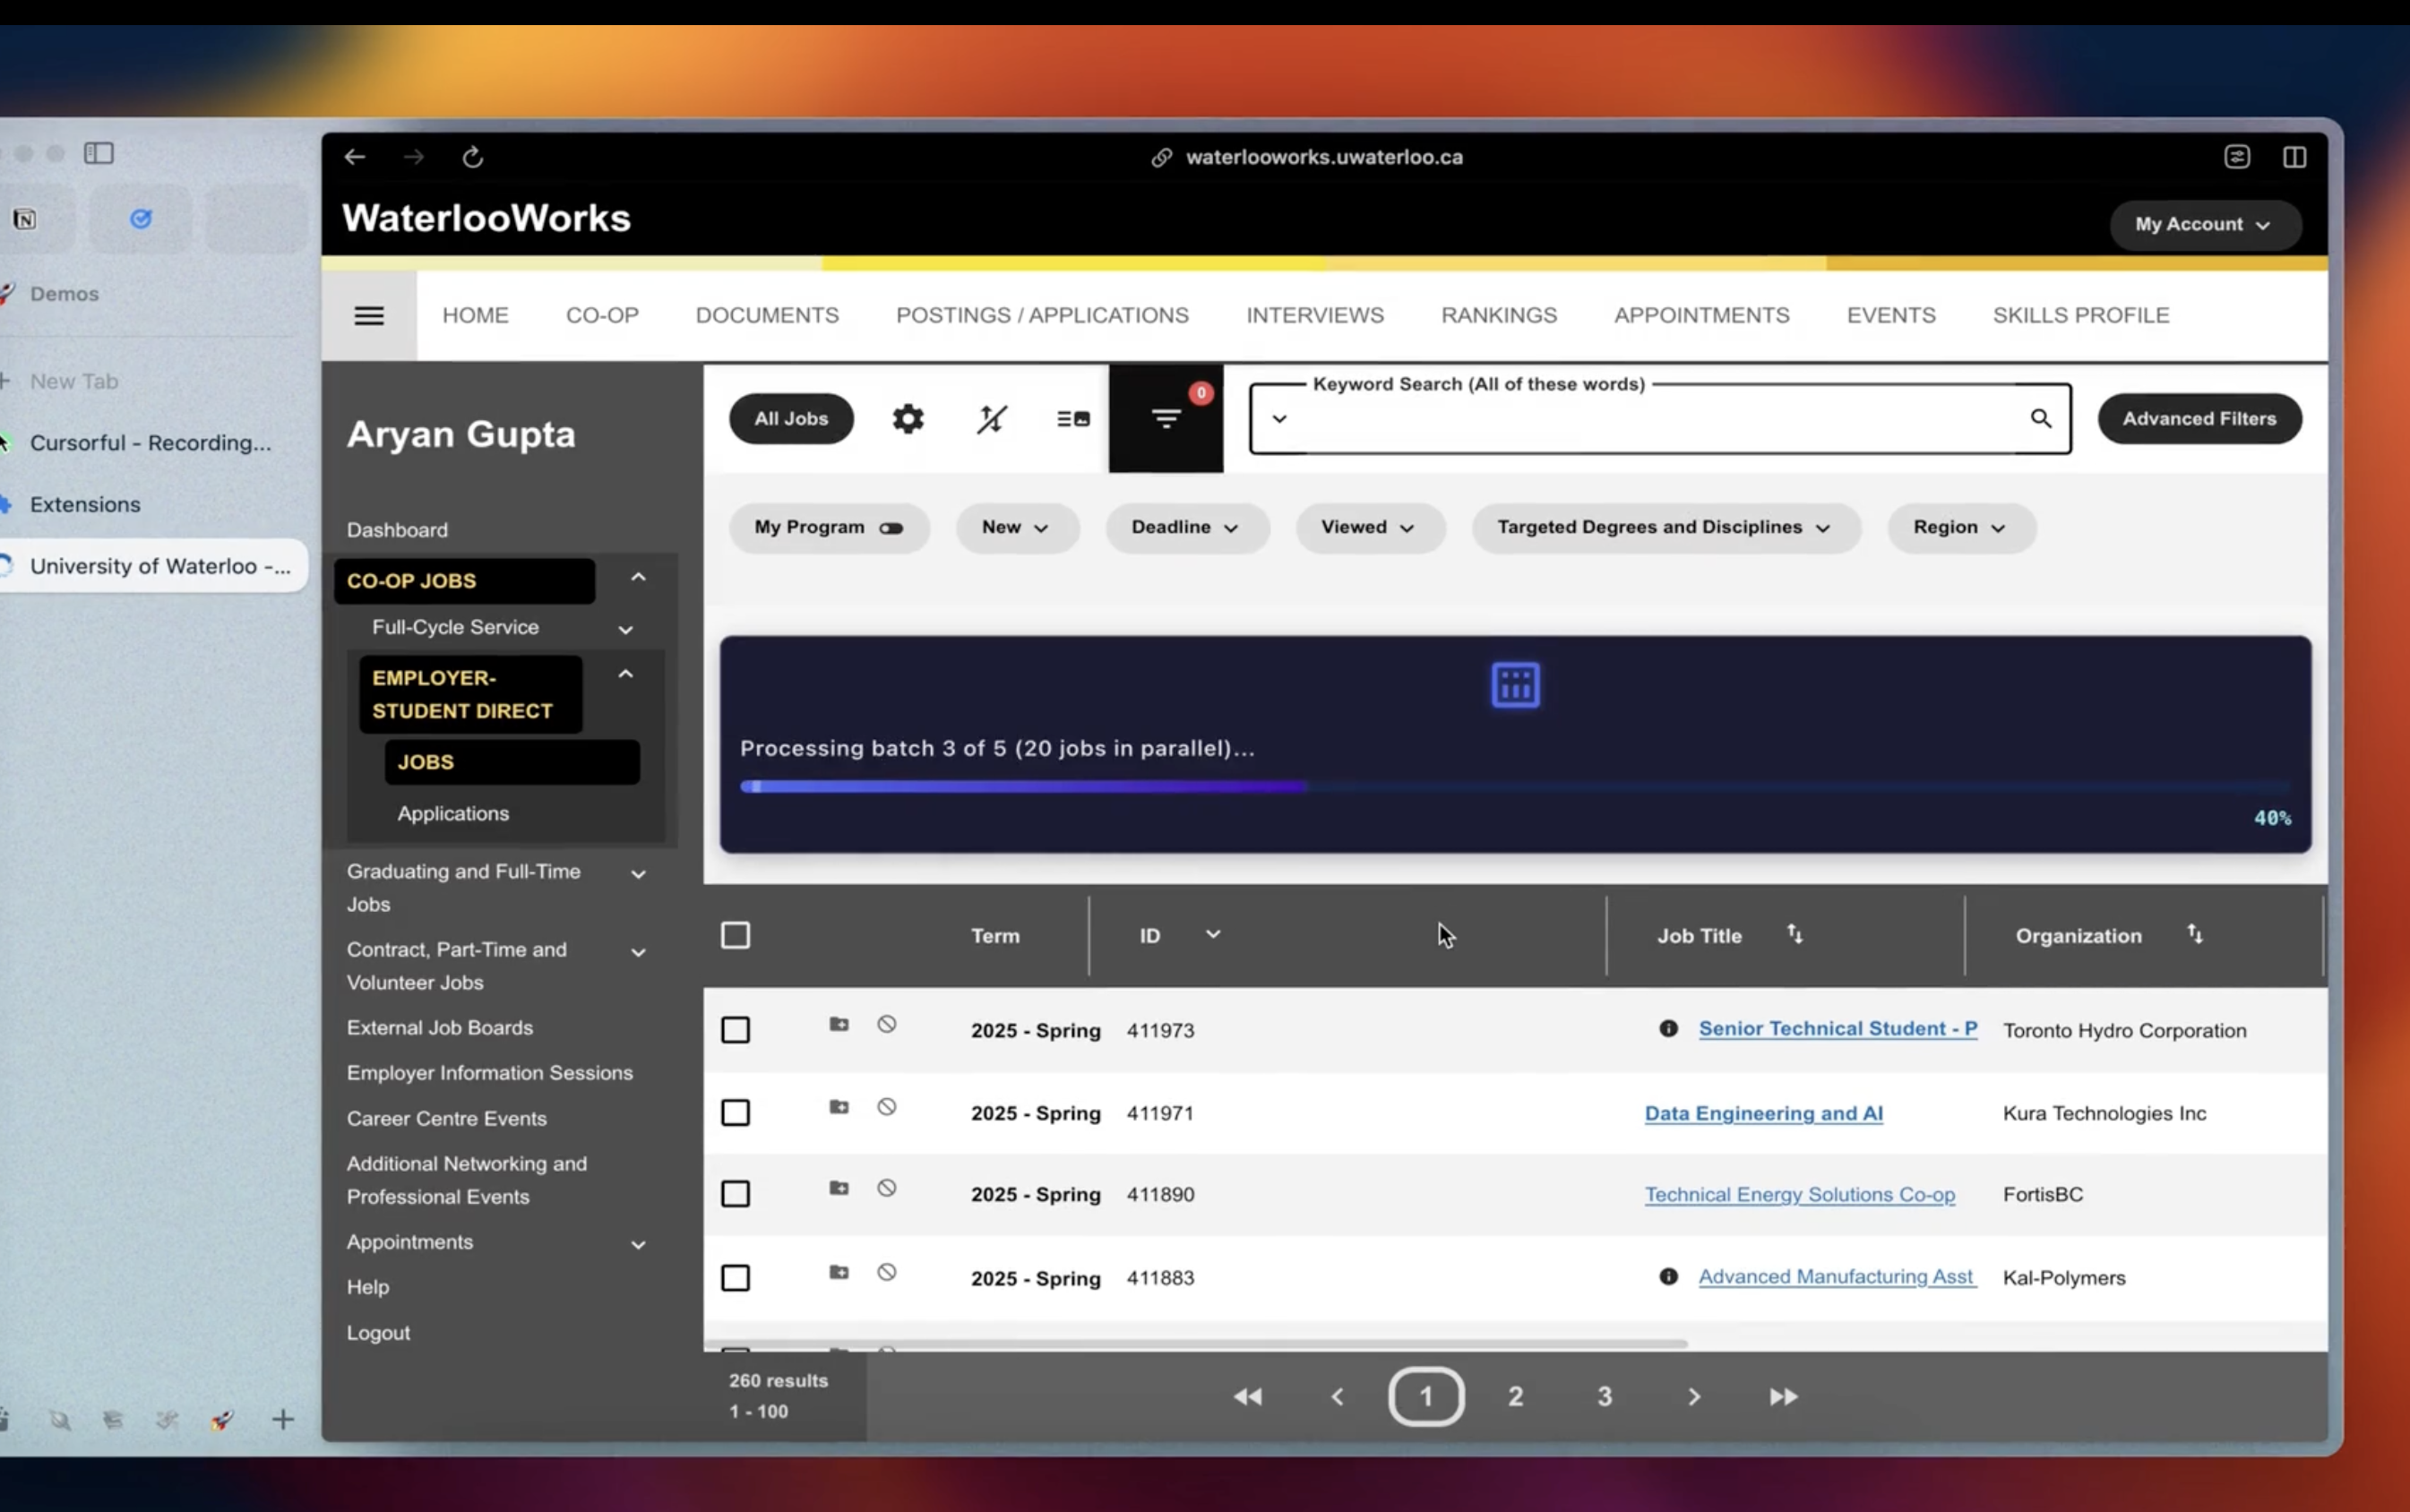 waterlooworks.uwaterloo.ca
WaterlooWorks
My Account
Demos
New Tab
Cursorful - Recording...
Extensions
University of Waterloo -...
HOME
CO-OP
DOCUMENTS
POSTINGS / APPLICATIONS
INTERVIEWS
RANKINGS
APPOINTMENTS
EVENTS
SKILLS PROFILE
Aryan Gupta
Dashboard
CO-OP JOBS
Full-Cycle Service
EMPLOYER-
STUDENT DIRECT
JOBS
Applications
Graduating and Full-Time
Jobs
Contract, Part-Time and
Volunteer Jobs
External Job Boards
Employer Information Sessions
Career Centre Events
Additional Networking and
Professional Events
Appointments
Help
Logout
All Jobs
0
Keyword Search (All of these words)
Advanced Filters
My Program
New
Deadline
Viewed
Targeted Degrees and Disciplines
Region
Processing batch 3 of 5 (20 jobs in parallel)...
40%
Term ID Job Title Organization
2025 - Spring 411973 Senior Technical Student - P Toronto Hydro Corporation
2025 - Spring 411971 Data Engineering and AI Kura Technologies Inc
2025 - Spring 411890 Technical Energy Solutions Co-op FortisBC
2025 - Spring 411883 Advanced Manufacturing Asst Kal-Polymers
260 results
1 - 100
1 2 3